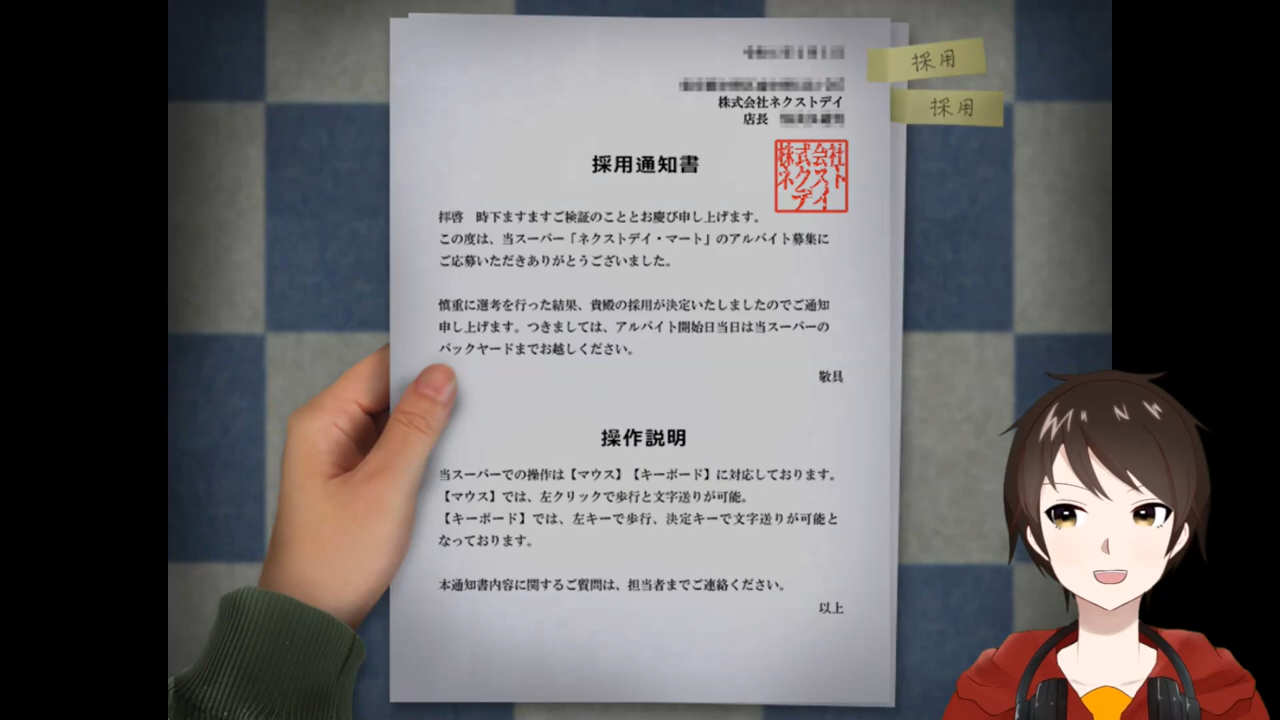 株式会社ネクストデイ
店長
採用
採用
採用通知書
株式会社
ネクスト
デイ
拝啓　時下ますますご検証のこととお慶び申し上げます。
この度は、当スーパー「ネクストデイ・マート」のアルバイト募集に
ご応募いただきありがとうございました。
慎重に選考を行った結果、貴殿の採用が決定いたしましたのでご通知
申し上げます。つきましては、アルバイト開始日当日は当スーパーの
バックヤードまでお越しください。
敬具
操作説明
当スーパーでの操作は【マウス】【キーボード】に対応しております。
【マウス】では、左クリックで歩行と文字送りが可能。
【キーボード】では、左キーで歩行、決定キーで文字送りが可能と
なっております。
本通知書内容に関するご質問は、担当者までご連絡ください。
以上